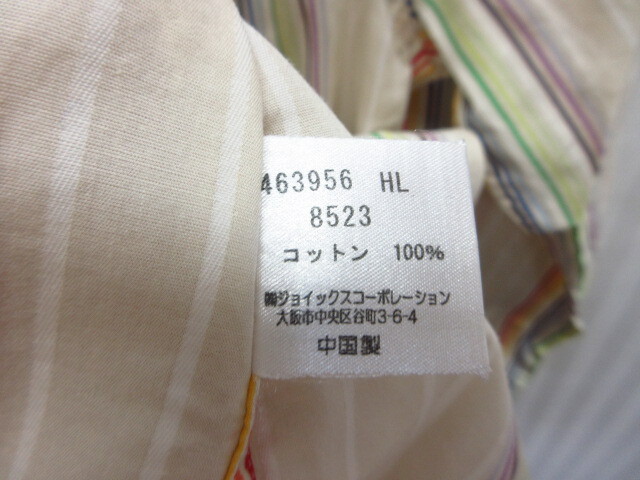 463956 HL
8523
コットン 100%
㈱ジョイックスコーポレーション
大阪市中央区谷町3-6-4
中国製